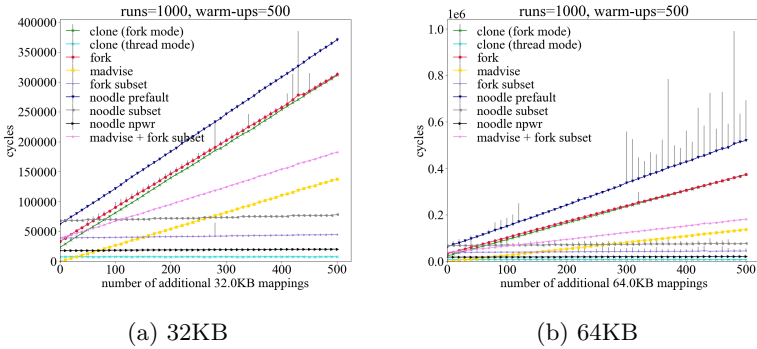 runs=1000, warm-ups=500
400000
350000
300000
250000
200000
150000
100000
50000
0
cycles
clone (fork mode)
clone (thread mode)
fork
madvise
fork subset
noodle prefault
noodle subset
noodle npwr
madvise + fork subset
0 100 200 300 400 500
number of additional 32.0KB mappings
(a) 32KB
runs=1000, warm-ups=500
1e6
1.0
0.8
0.6
0.4
0.2
0.0
cycles
clone (fork mode)
clone (thread mode)
fork
madvise
fork subset
noodle prefault
noodle subset
noodle npwr
madvise + fork subset
0 100 200 300 400 500
number of additional 64.0KB mappings
(b) 64KB